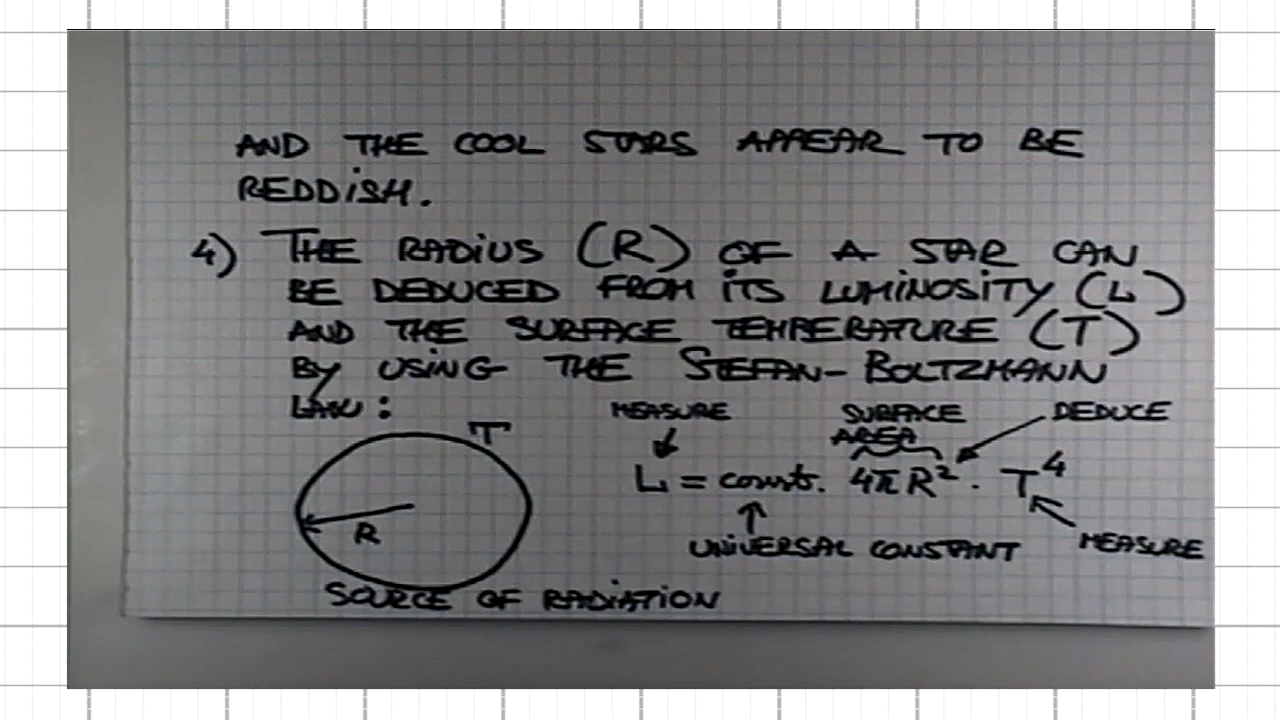 AND THE COOL STARS APPEAR TO BE
REDDISH.
4) THE RADIUS (R) OF A STAR CAN
BE DEDUCED FROM ITS LUMINOSITY (L)
AND THE SURFACE TEMPERATURE (T)
BY USING THE STEFAN-BOLTZMANN
LAW:
MEASURE SURFACE AREA DEDUCE
T
L = const. 4πR². T⁴
R
UNIVERSAL CONSTANT MEASURE
SOURCE OF RADIATION